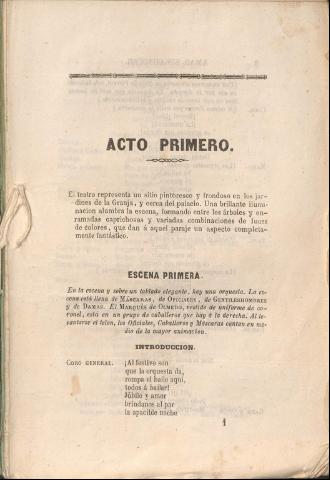 ACTO PRIMERO.
El teatro representa un sitio pintoresco y frondoso en los jar-
dines de la Granja, y cerca del palacio. Una brillante ilumi-
nacion alumbra la escena, formando entre los árboles y en-
ramadas caprichosas y variadas combinaciones de luces
de colores, que dan á aquel paraje un aspecto completa-
mente fantástico.
ESCENA PRIMERA.
En la escena y sobre un tablado elegante, hay una orquesta. La es-
cena está llena de MÁSCARAS, de OFICIALES, de GENTILESHOMBRES
y de DAMAS. El MARQUÉS DE OLMEDO, vestido de uniforme de co-
ronel, está en un grupo de caballeros que hay á la derecha. Al le-
vantarse el telon, los Oficiales, Caballeros y Máscaras cantan en me-
dio de la mayor animacion.
INTRODUCCION.
CORO GENERAL. ¡Al festivo son
que la orquesta da,
rompa el baile aquí,
todos á bailar!
Júbilo y amor
brindanos al par
la apacible noche
1